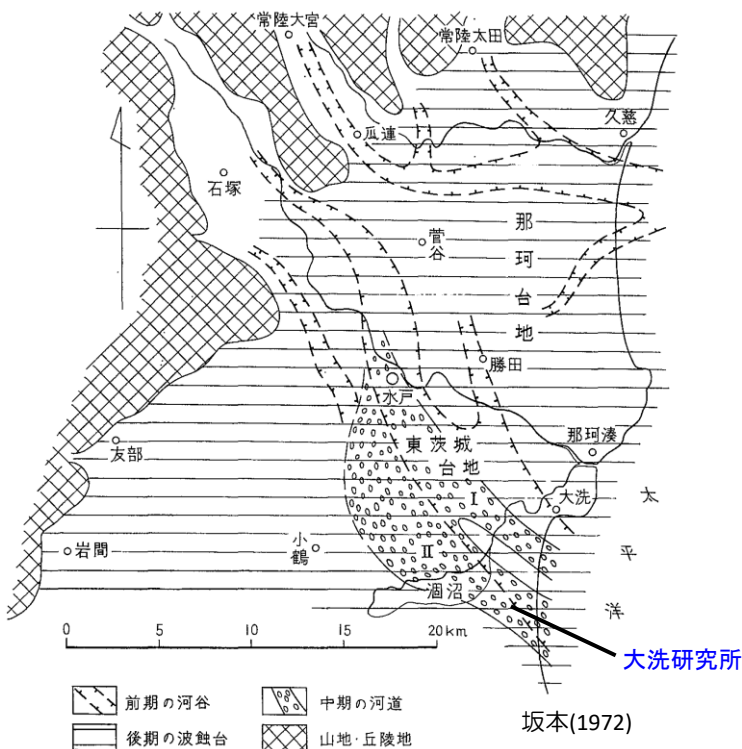 常陸大宮
常陸太田
久慈
瓜連
石塚
那珂台地
菅谷
勝田
水戸
東茨城
台地
那珂湊
友部
I
大洗
太平洋
岩間
小鶴
II
涸沼
0 5 10 15 20km
大洗研究所
前期の河谷
中期の河道
坂本(1972)
後期の波蝕台
山地・丘陵地